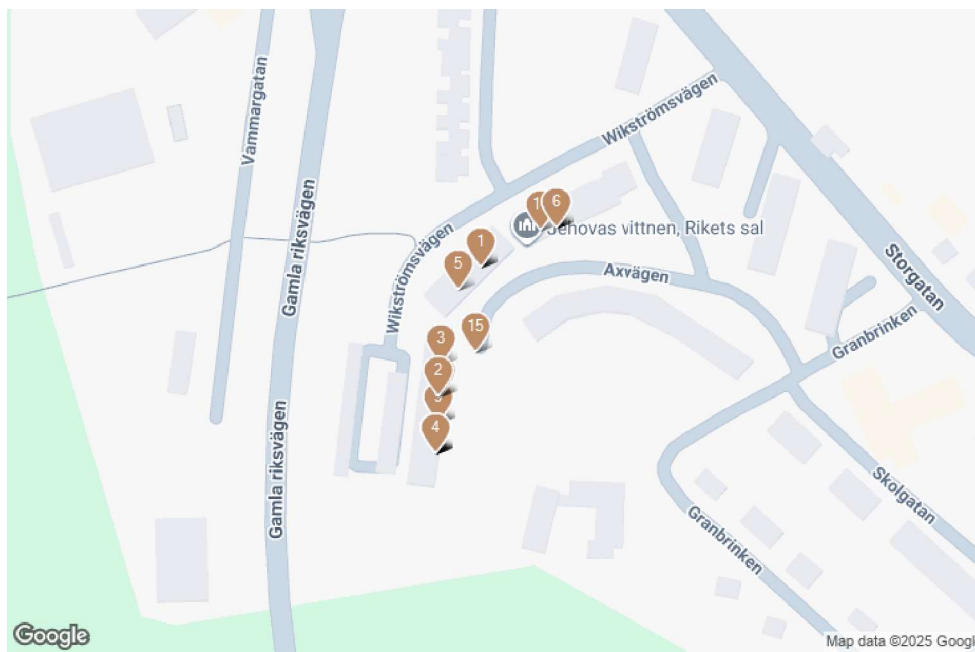 Wikströmsvägen
Vammargatan
Gamla riksvägen
6
Jehovas vittnen, Rikets sal
1
Wikströmsvägen
5
Axvägen
Storgatan
15
3
Granbrinken
2
4
Gamla riksvägen
Skolgatan
Granbrinken
Google
Map data ©2025 Googl